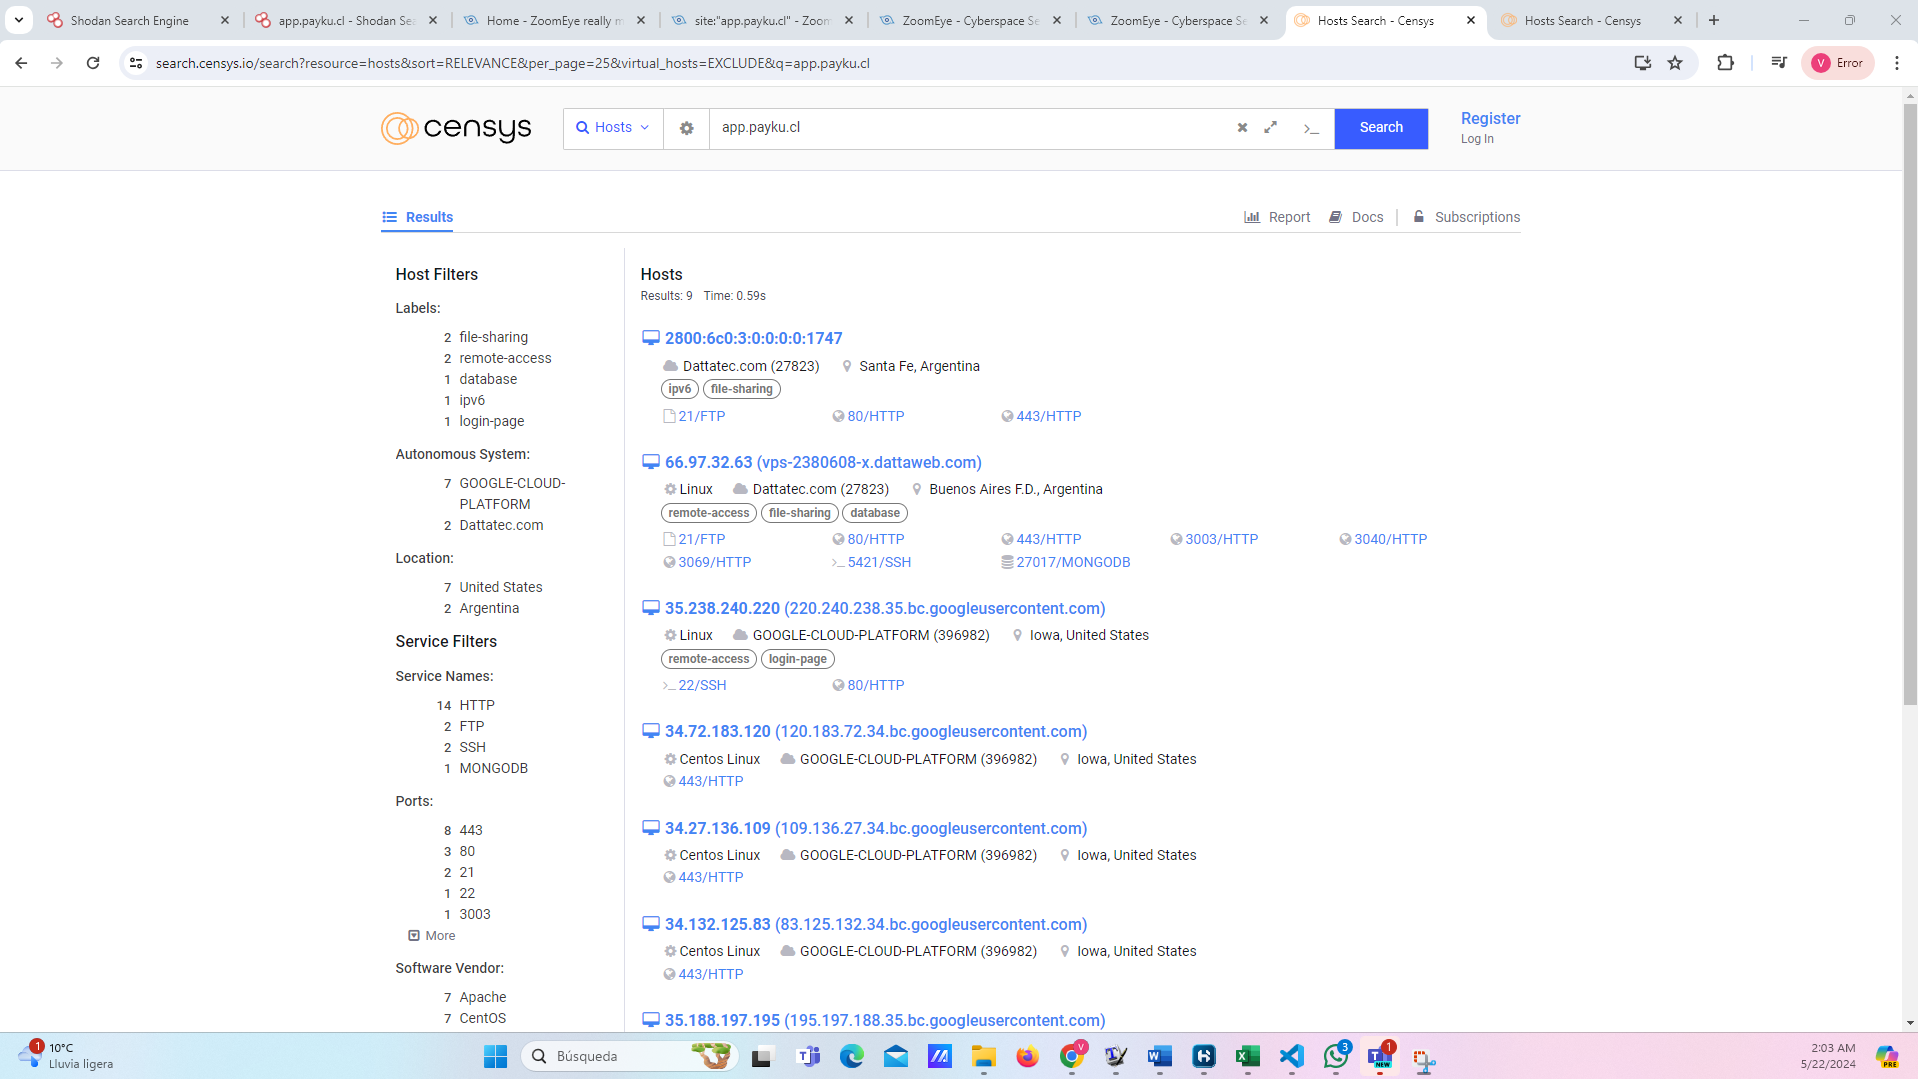 Shodan Search Engine
app.payku.cl - Shodan Sea
Home - ZoomEye really m
site:"app.payku.cl" - Zoom
ZoomEye - Cyberspace Se
ZoomEye - Cyberspace Se
Hosts Search - Censys
Hosts Search - Censys
search.censys.io/search?resource=hosts&sort=RELEVANCE&per_page=25&virtual_hosts=EXCLUDE&q=app.payku.cl
V Error
censys
Hosts
app.payku.cl
Search
Register
Log In
Results
Report
Docs
Subscriptions
Host Filters
Labels:
2 file-sharing
2 remote-access
1 database
1 ipv6
1 login-page
Autonomous System:
7 GOOGLE-CLOUD-
PLATFORM
2 Dattatec.com
Location:
7 United States
2 Argentina
Service Filters
Service Names:
14 HTTP
2 FTP
2 SSH
1 MONGODB
Ports:
8 443
3 80
2 21
1 22
1 3003
More
Software Vendor:
7 Apache
7 CentOS
Hosts
Results: 9 Time: 0.59s
2800:6c0:3:0:0:0:0:1747
Dattatec.com (27823) Santa Fe, Argentina
ipv6 file-sharing
21/FTP 80/HTTP 443/HTTP
66.97.32.63 (vps-2380608-x.dattaweb.com)
Linux Dattatec.com (27823) Buenos Aires F.D., Argentina
remote-access file-sharing database
21/FTP 80/HTTP 443/HTTP 3003/HTTP 3040/HTTP
3069/HTTP 5421/SSH 27017/MONGODB
35.238.240.220 (220.240.238.35.bc.googleusercontent.com)
Linux GOOGLE-CLOUD-PLATFORM (396982) Iowa, United States
remote-access login-page
22/SSH 80/HTTP
34.72.183.120 (120.183.72.34.bc.googleusercontent.com)
Centos Linux GOOGLE-CLOUD-PLATFORM (396982) Iowa, United States
443/HTTP
34.27.136.109 (109.136.27.34.bc.googleusercontent.com)
Centos Linux GOOGLE-CLOUD-PLATFORM (396982) Iowa, United States
443/HTTP
34.132.125.83 (83.125.132.34.bc.googleusercontent.com)
Centos Linux GOOGLE-CLOUD-PLATFORM (396982) Iowa, United States
443/HTTP
35.188.197.195 (195.197.188.35.bc.googleusercontent.com)
1
10°C
Lluvia ligera
Búsqueda
V
3
1
NEW
2:03 AM
5/22/2024
PRE